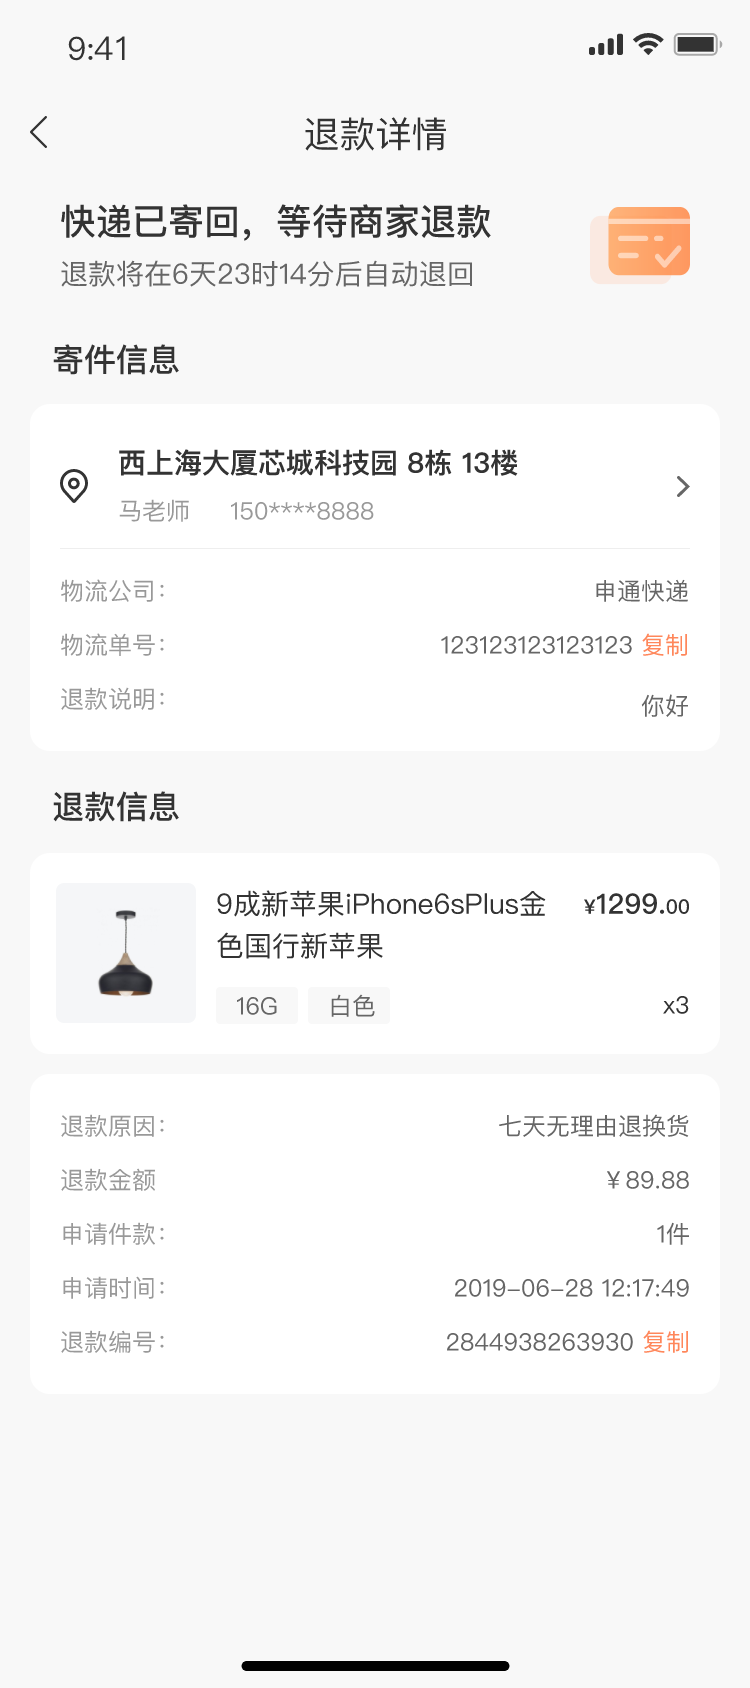 9:41
退款详情
快递已寄回，等待商家退款
退款将在6天23时14分后自动退回
寄件信息
西上海大厦芯城科技园 8栋 13楼
马老师 150****8888
物流公司： 申通快递
物流单号： 123123123123123 复制
退款说明： 你好
退款信息
9成新苹果iPhone6sPlus金 ¥1299.00
色国行新苹果
16G 白色 x3
退款原因： 七天无理由退换货
退款金额 ¥ 89.88
申请件款： 1件
申请时间： 2019-06-28 12:17:49
退款编号： 2844938263930 复制